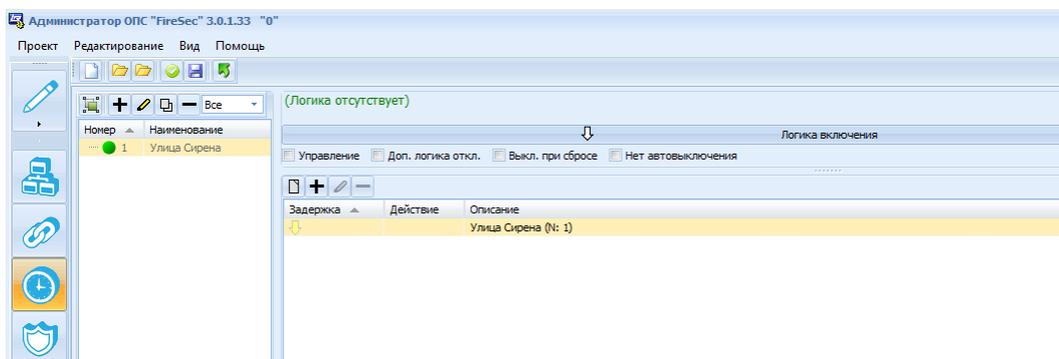 Администратор ОПС "FireSec" 3.0.1.33 "0"
Проект Редактирование Вид Помощь
Все
(Логика отсутствует)
Номер Наименование
Логика включения
1 Улица Сирена
Управление Доп. логика откл. Выкл. при сбросе Нет автовыключения
Задержка Действие Описание
Улица Сирена (N: 1)